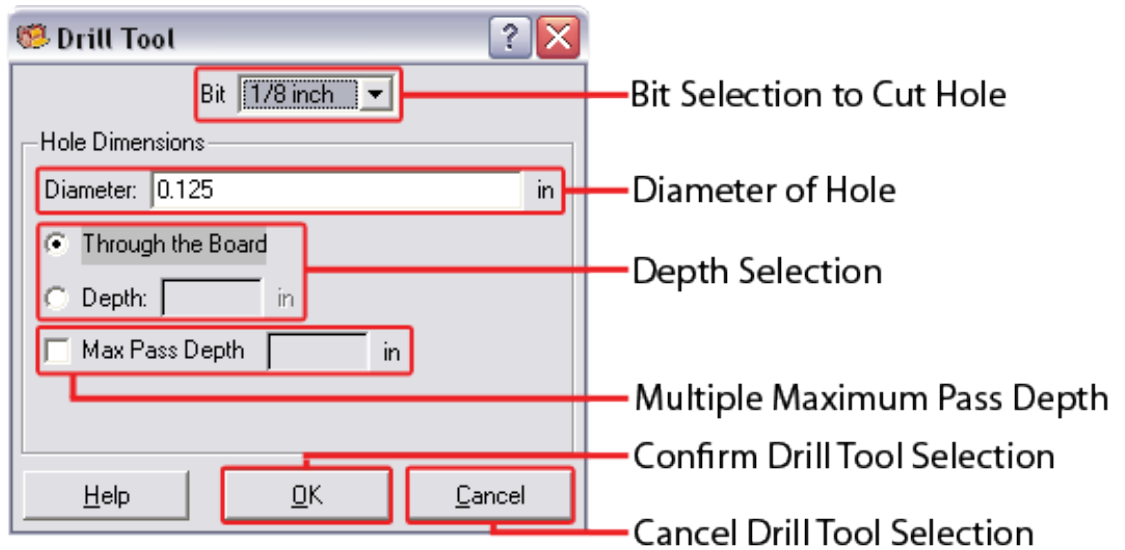 Drill Tool
?
Bit 1/8 inch
Bit Selection to Cut Hole
Hole Dimensions
Diameter: 0.125 in
Diameter of Hole
Through the Board
Depth Selection
Depth: in
Max Pass Depth in
Multiple Maximum Pass Depth
Confirm Drill Tool Selection
Help OK Cancel
Cancel Drill Tool Selection